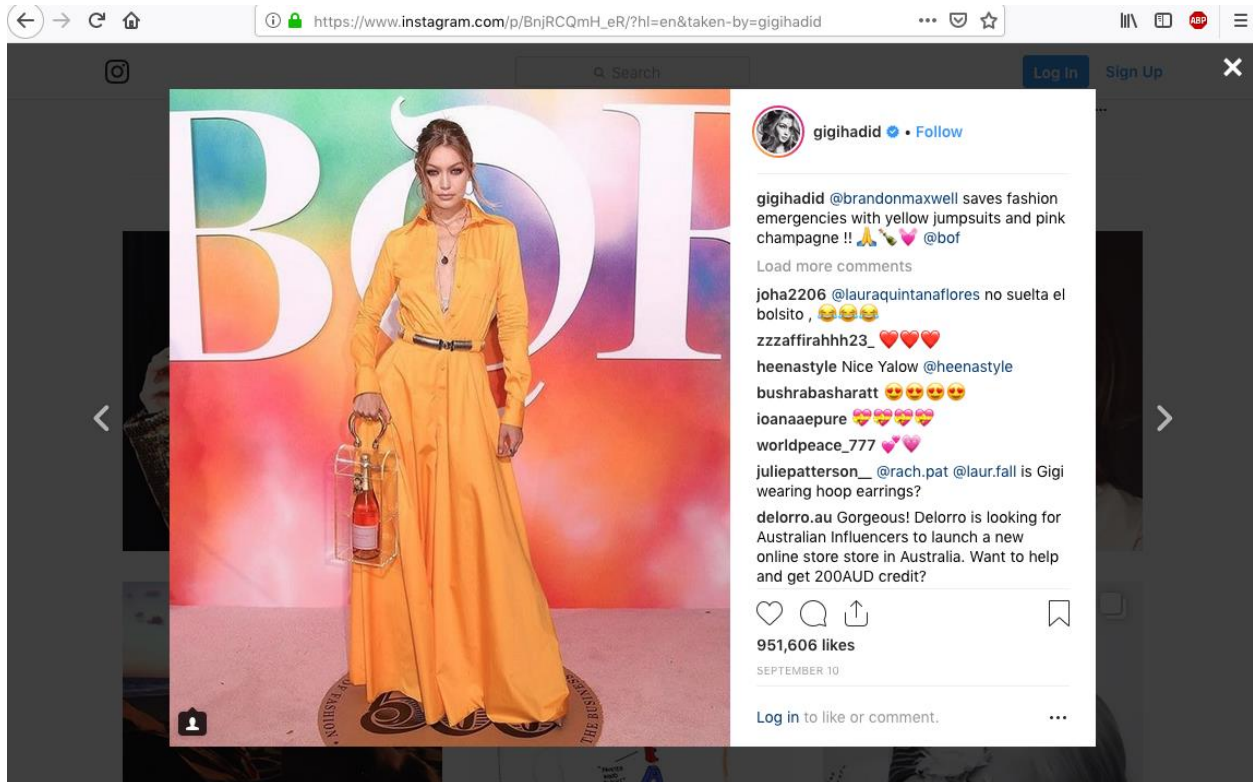 https://www.instagram.com/p/BnjRCQmH_eR/?hl=en&taken-by=gigihadid
ABP
Search
Log In
Sign Up
BOF
gigihadid • Follow
gigihadid @brandonmaxwell saves fashion
emergencies with yellow jumpsuits and pink
champagne !! 🙏🍾💓 @bof
Load more comments
joha2206 @lauraquintanaflores no suelta el
bolsito , 😂😂😂
zzzaffirahhh23_ ❤️❤️❤️
heenastyle Nice Yalow @heenastyle
bushrabasharatt 😍😍😍😍
ioanaaepure 💝💝💝💝
worldpeace_777 💕💗
juliepatterson__ @rach.pat @laur.fall is Gigi
wearing hoop earrings?
delorro.au Gorgeous! Delorro is looking for
Australian Influencers to launch a new
online store store in Australia. Want to help
and get 200AUD credit?
951,606 likes
SEPTEMBER 10
Log in to like or comment.
OF FASHION •
500
THE BUSINESS